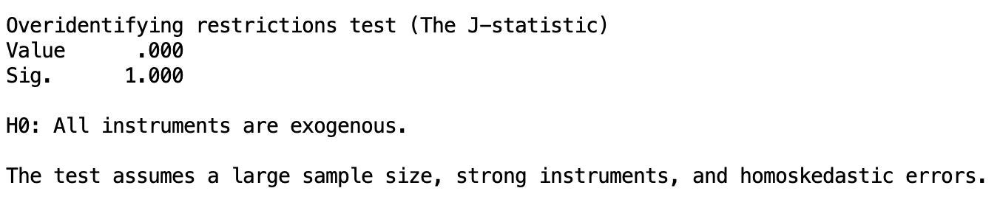 Overidentifying restrictions test (The J-statistic)
Value .000
Sig. 1.000
H0: All instruments are exogenous.
The test assumes a large sample size, strong instruments, and homoskedastic errors.